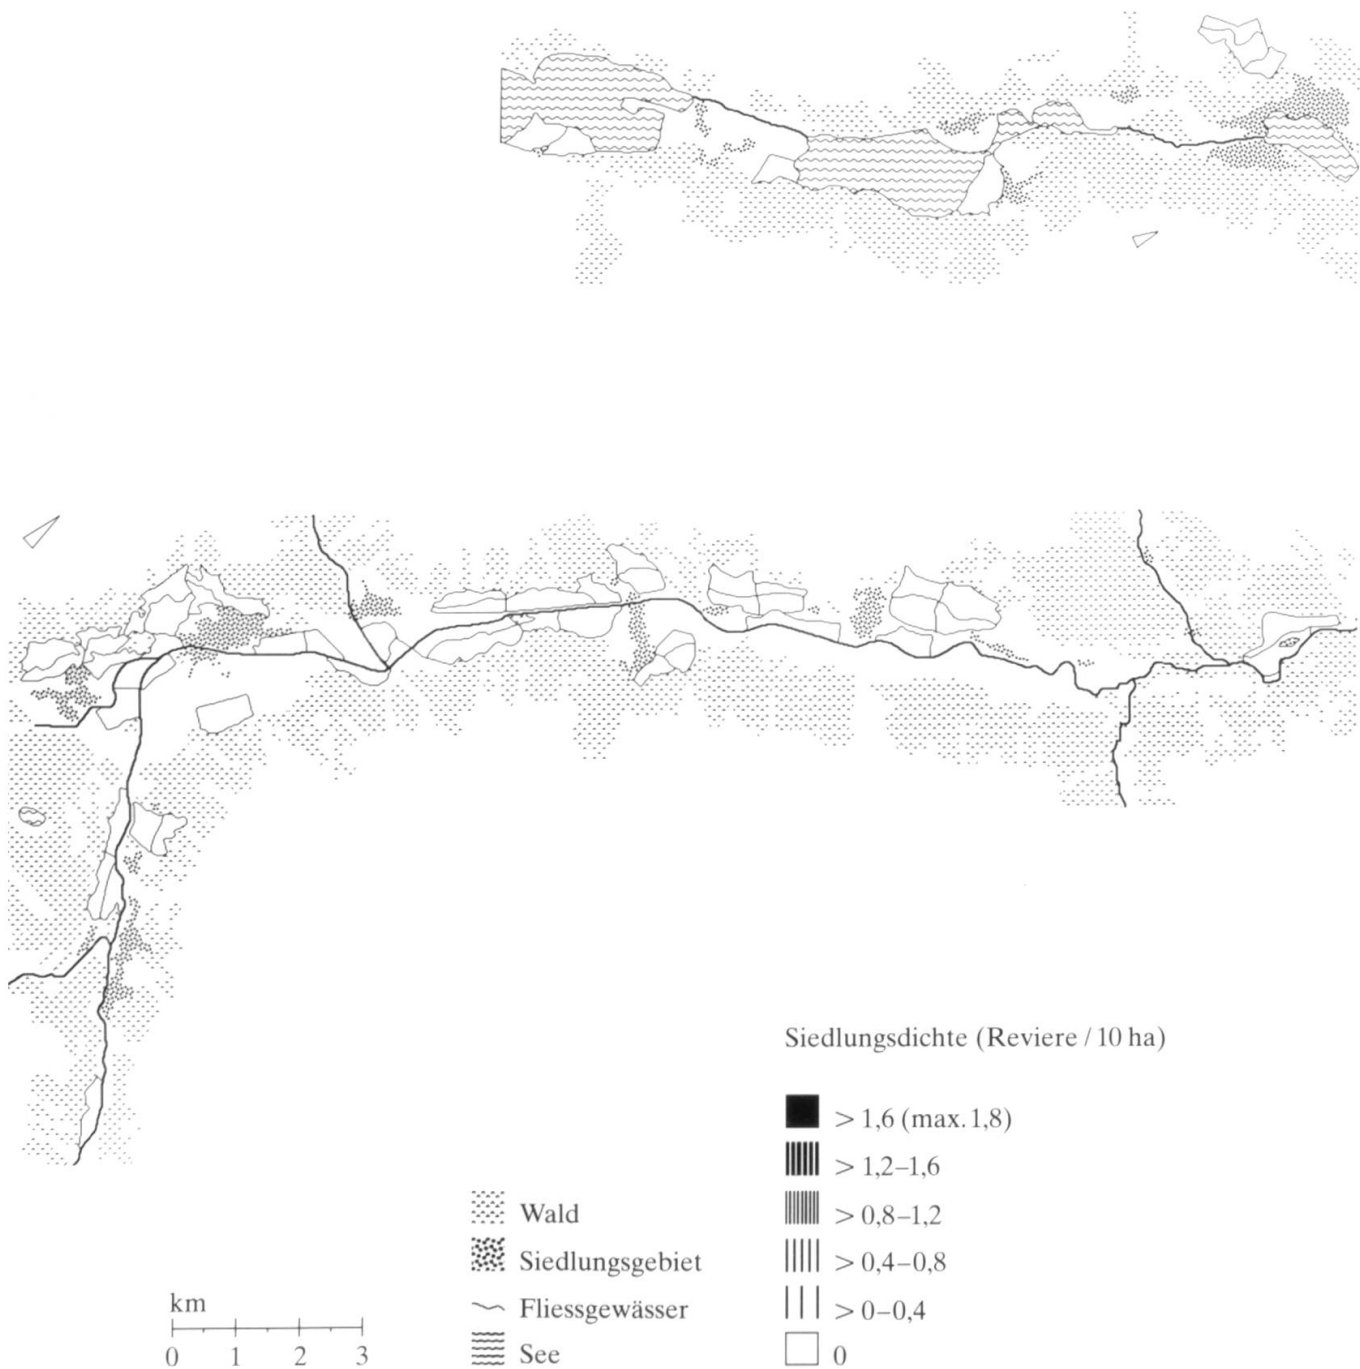 Siedlungsdichte (Reviere / 10 ha)
> 1,6 (max. 1,8)
> 1,2–1,6
> 0,8–1,2
> 0,4–0,8
> 0–0,4
0
Wald
Siedlungsgebiet
Fliessgewässer
See
km
0 1 2 3